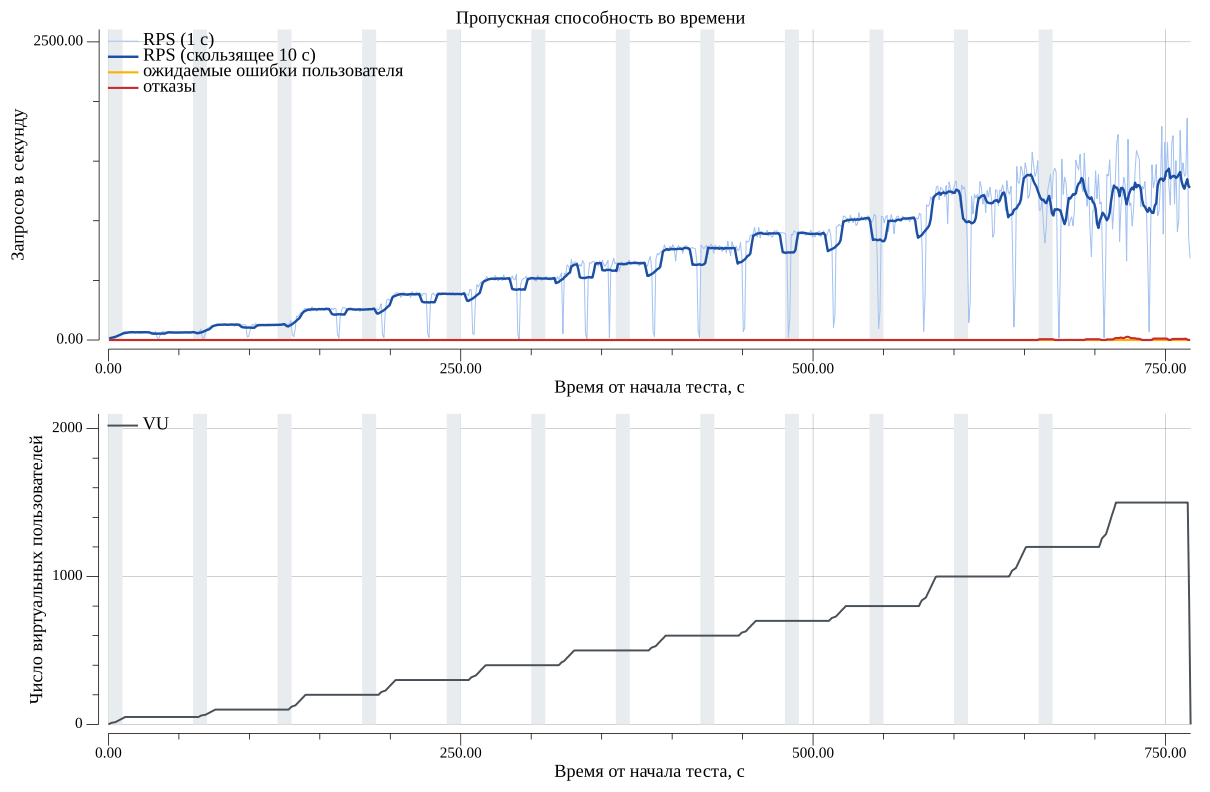 Пропускная способность во времени
2500.00
RPS (1 с)
RPS (скользящее 10 с)
ожидаемые ошибки пользователя
отказы
Запросов в секунду
0.00
0.00 250.00 500.00 750.00
Время от начала теста, с
2000
VU
Число виртуальных пользователей
1000
0
0.00 250.00 500.00 750.00
Время от начала теста, с